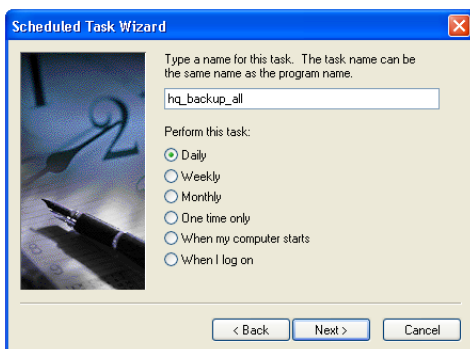 Scheduled Task Wizard
Type a name for this task. The task name can be
the same name as the program name.
hq_backup_all
Perform this task:
Daily
Weekly
Monthly
One time only
When my computer starts
When I log on
< Back
Next >
Cancel